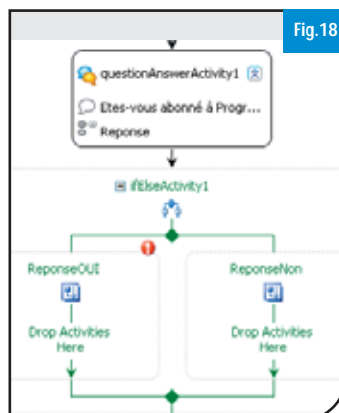 Fig.18
questionAnswerActivity1
Etes-vous abonné à Progr...
Reponse
ifElseActivity1
ReponseOUI
ReponseNon
Drop Activities
Here
Drop Activities
Here